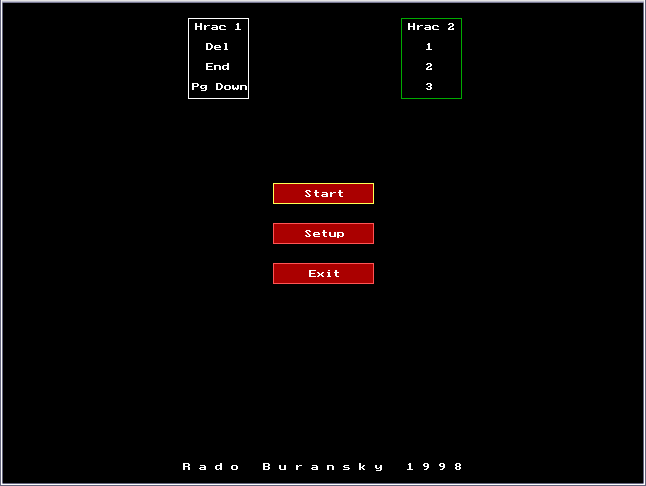 Hrac 1
Del
End
Pg Down
Hrac 2
1
2
3
Start
Setup
Exit
Rado Buransky 1998